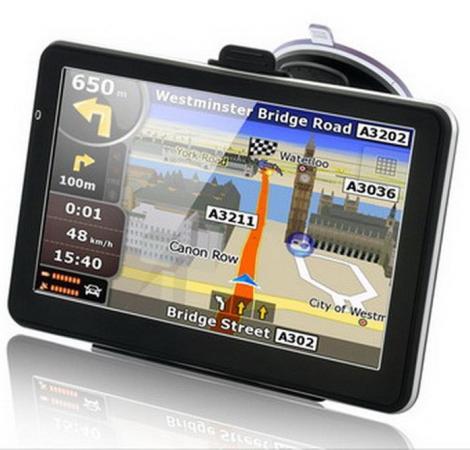 650 m
Westminster Bridge Road A3202
York Road
Waterloo
100m
A3036
0:01
A3211
48 km/h
Canon Row
15:40
City of Westm
Bridge Street A302